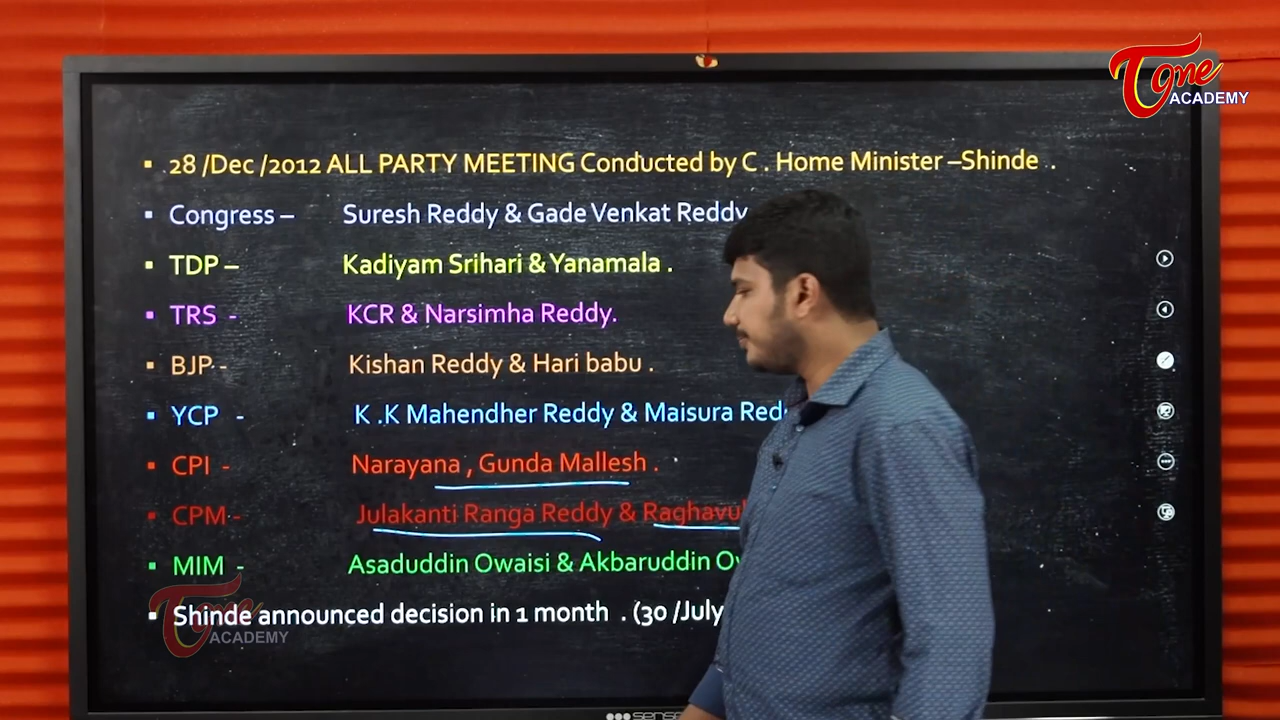 Tone
ACADEMY
28 /Dec /2012 ALL PARTY MEETING Conducted by C . Home Minister –Shinde .
Congress – Suresh Reddy & Gade Venkat Reddy
TDP – Kadiyam Srihari & Yanamala .
TRS - KCR & Narsimha Reddy.
BJP - Kishan Reddy & Hari babu .
YCP - K .K Mahendher Reddy & Maisura
CPI - Narayana , Gunda Mallesh .
CPM - Julakanti Ranga Reddy &
MIM - Asaduddin Owaisi & Akbaruddin
Shinde announced decision in 1 month . (30 /July
Tone
ACADEMY